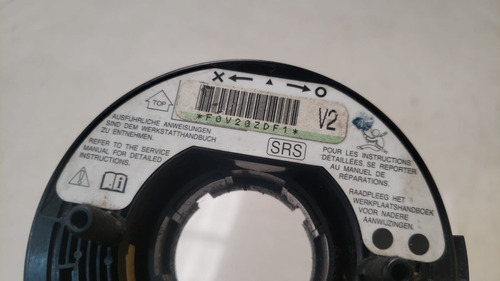 TOP
*F0V23ZDF1*
V2
AUSFÜHRLICHE ANWEISUNGEN
SIND DEM WERKSTATTHANDBUCH
ZU ENTNEHMEN.
REFER TO THE SERVICE
MANUAL FOR DETAILED
INSTRUCTIONS.
SRS
POUR LES INSTRUCTIONS
DÉTAILLÉES, SE REPORTER
AU MANUEL DE
RÉPARATIONS.
RAADPLEEG HET
WERKPLAATSHANDBOEK
VOOR NADERE
AANWIJZINGEN.